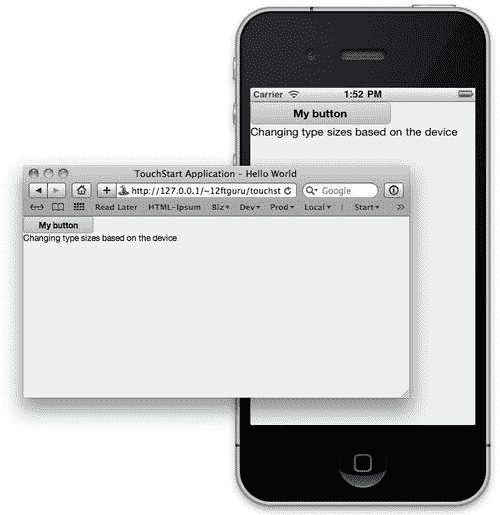 Carrier 1:52 PM
My button
Changing type sizes based on the device
TouchStart Application - Hello World
http://127.0.0.1/~12ftguru/touchst Google
Read Later HTML-Ipsum Biz Dev Prod Local Start
My button
Changing type sizes based on the device